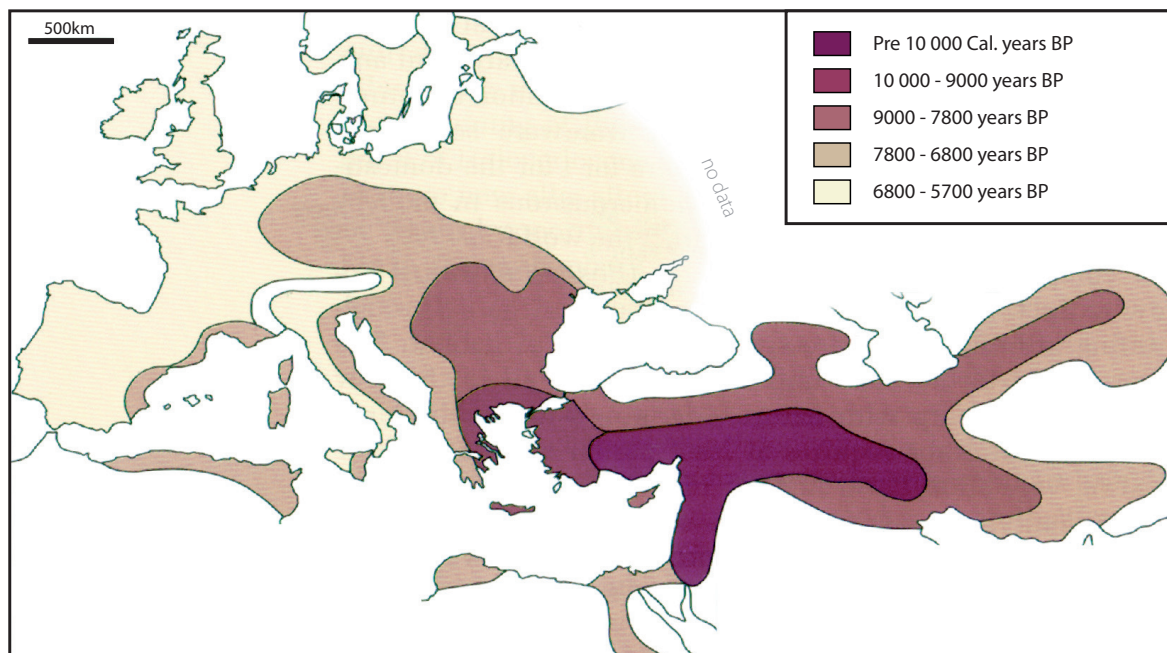 500km
Pre 10 000 Cal. years BP
10 000 - 9000 years BP
9000 - 7800 years BP
7800 - 6800 years BP
6800 - 5700 years BP
no data